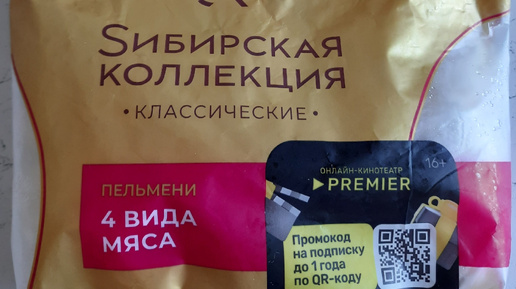 SИБИРСКАЯ
КОЛЛЕКЦИЯ
• КЛАССИЧЕСКИЕ •
ПЕЛЬМЕНИ
4 ВИДА
МЯСА
ОНЛАЙН-КИНОТЕАТР
PREMIER
16+
Промокод
на подписку
до 1 года
по QR-коду